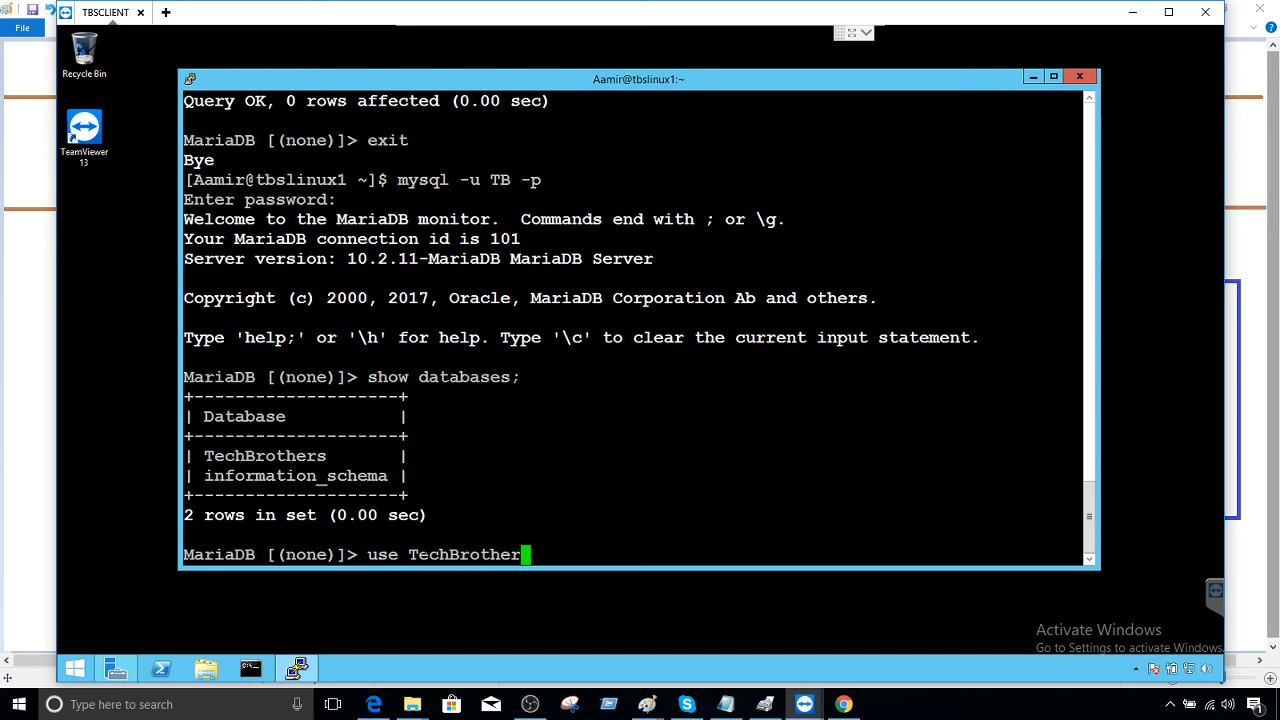 TBSCLIENT
File
Recycle Bin
TeamViewer
13
Aamir@tbslinux1:~
Query OK, 0 rows affected (0.00 sec)
MariaDB [(none)]> exit
Bye
[Aamir@tbslinux1 ~]$ mysql -u TB -p
Enter password:
Welcome to the MariaDB monitor.  Commands end with ; or \g.
Your MariaDB connection id is 101
Server version: 10.2.11-MariaDB MariaDB Server
Copyright (c) 2000, 2017, Oracle, MariaDB Corporation Ab and others.
Type 'help;' or '\h' for help. Type '\c' to clear the current input statement.
MariaDB [(none)]> show databases;
+--------------------+
| Database           |
+--------------------+
| TechBrothers       |
| information_schema |
+--------------------+
2 rows in set (0.00 sec)
MariaDB [(none)]> use TechBrother
Activate Windows
Go to Settings to activate Windows.
Type here to search